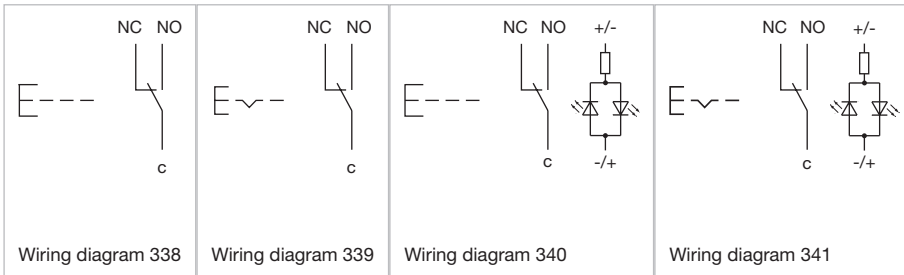 NC NO
c
Wiring diagram 338
NC NO
c
Wiring diagram 339
NC NO +/-
c -/+
Wiring diagram 340
NC NO +/-
c -/+
Wiring diagram 341